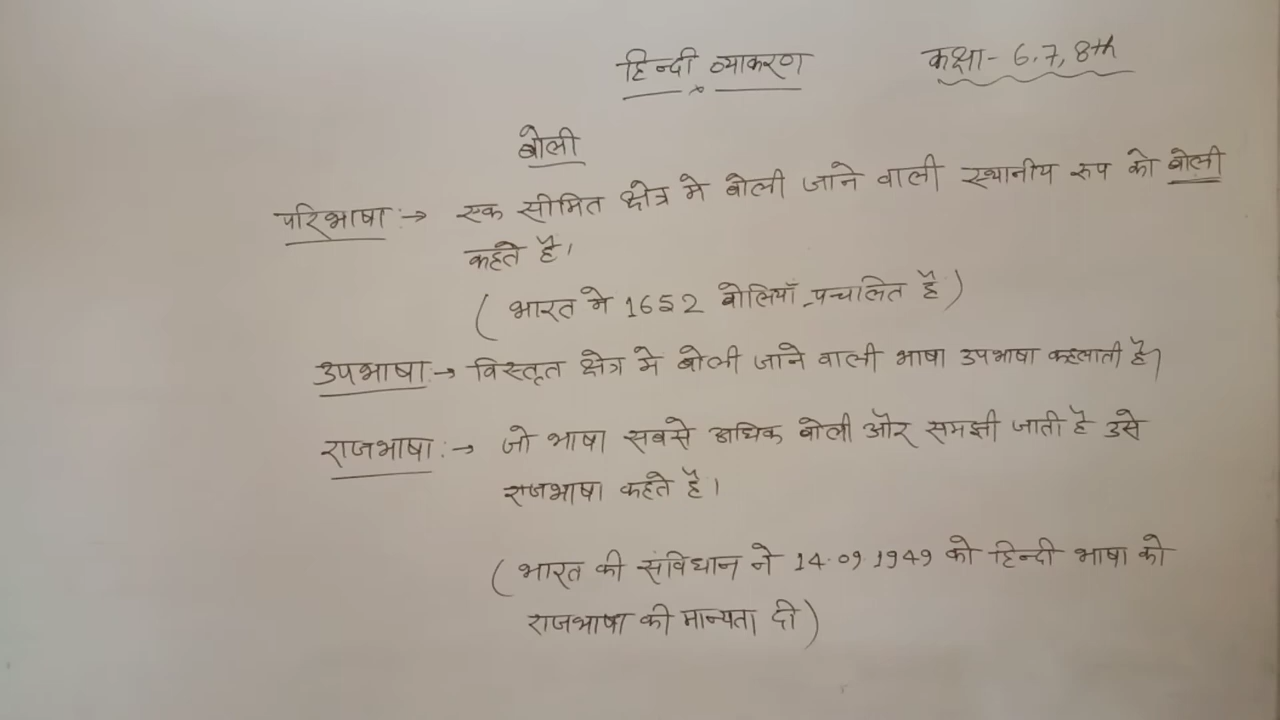 हिन्दी व्याकरण कक्षा- 6.7,8th
बोली
परिभाषा :→ एक सीमित क्षेत्र मे बोली जाने वाली स्थानीय रुप को बोली
कहते है।
( भारत मे 1652 बोलियाँ प्रचालित है )
उपभाषा :→ विस्तृत क्षेत्र मे बोली जाने वाली भाषा उपभाषा कहलाती है।
राजभाषा :→ जो भाषा सबसे अधिक बोली और समझी जाती है उसे
राजभाषा कहते है।
( भारत की संविधान ने 14.09.1949 को हिन्दी भाषा को
राजभाषा की मान्यता दी )